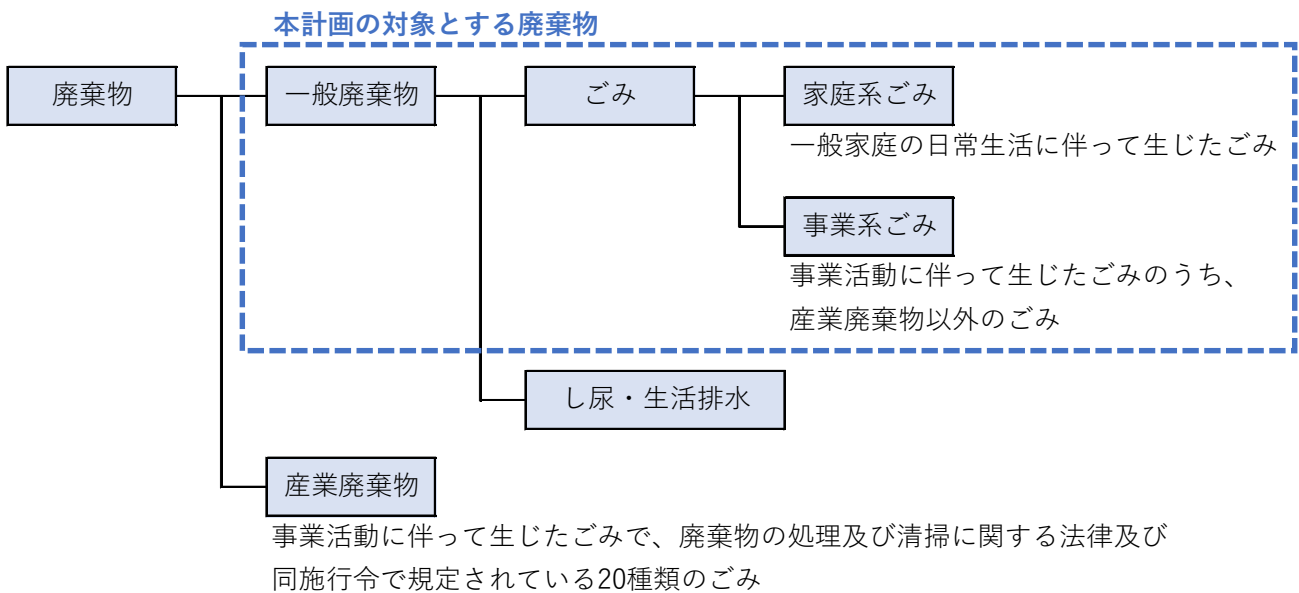 本計画の対象とする廃棄物
廃棄物
一般廃棄物
ごみ
家庭系ごみ
一般家庭の日常生活に伴って生じたごみ
事業系ごみ
事業活動に伴って生じたごみのうち、
産業廃棄物以外のごみ
し尿・生活排水
産業廃棄物
事業活動に伴って生じたごみで、廃棄物の処理及び清掃に関する法律及び
同施行令で規定されている20種類のごみ